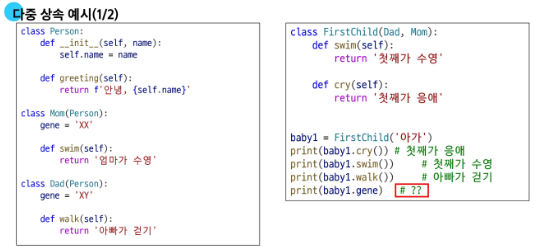 다중 상속 예시(1/2)
class Person:
    def __init__(self, name):
        self.name = name

    def greeting(self):
        return f'안녕, {self.name}'

class Mom(Person):
    gene = 'XX'

    def swim(self):
        return '엄마가 수영'

class Dad(Person):
    gene = 'XY'

    def walk(self):
        return '아빠가 걷기'

class FirstChild(Dad, Mom):
    def swim(self):
        return '첫째가 수영'

    def cry(self):
        return '첫째가 응애'

baby1 = FirstChild('아가')
print(baby1.cry()) # 첫째가 응애
print(baby1.swim()) # 첫째가 수영
print(baby1.walk()) # 아빠가 걷기
print(baby1.gene) # ??